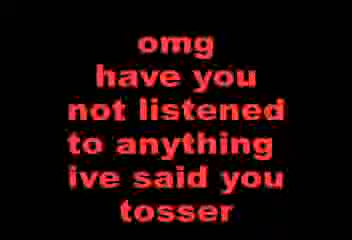 omg
have you
not listened
to anything
ive said you
tosser